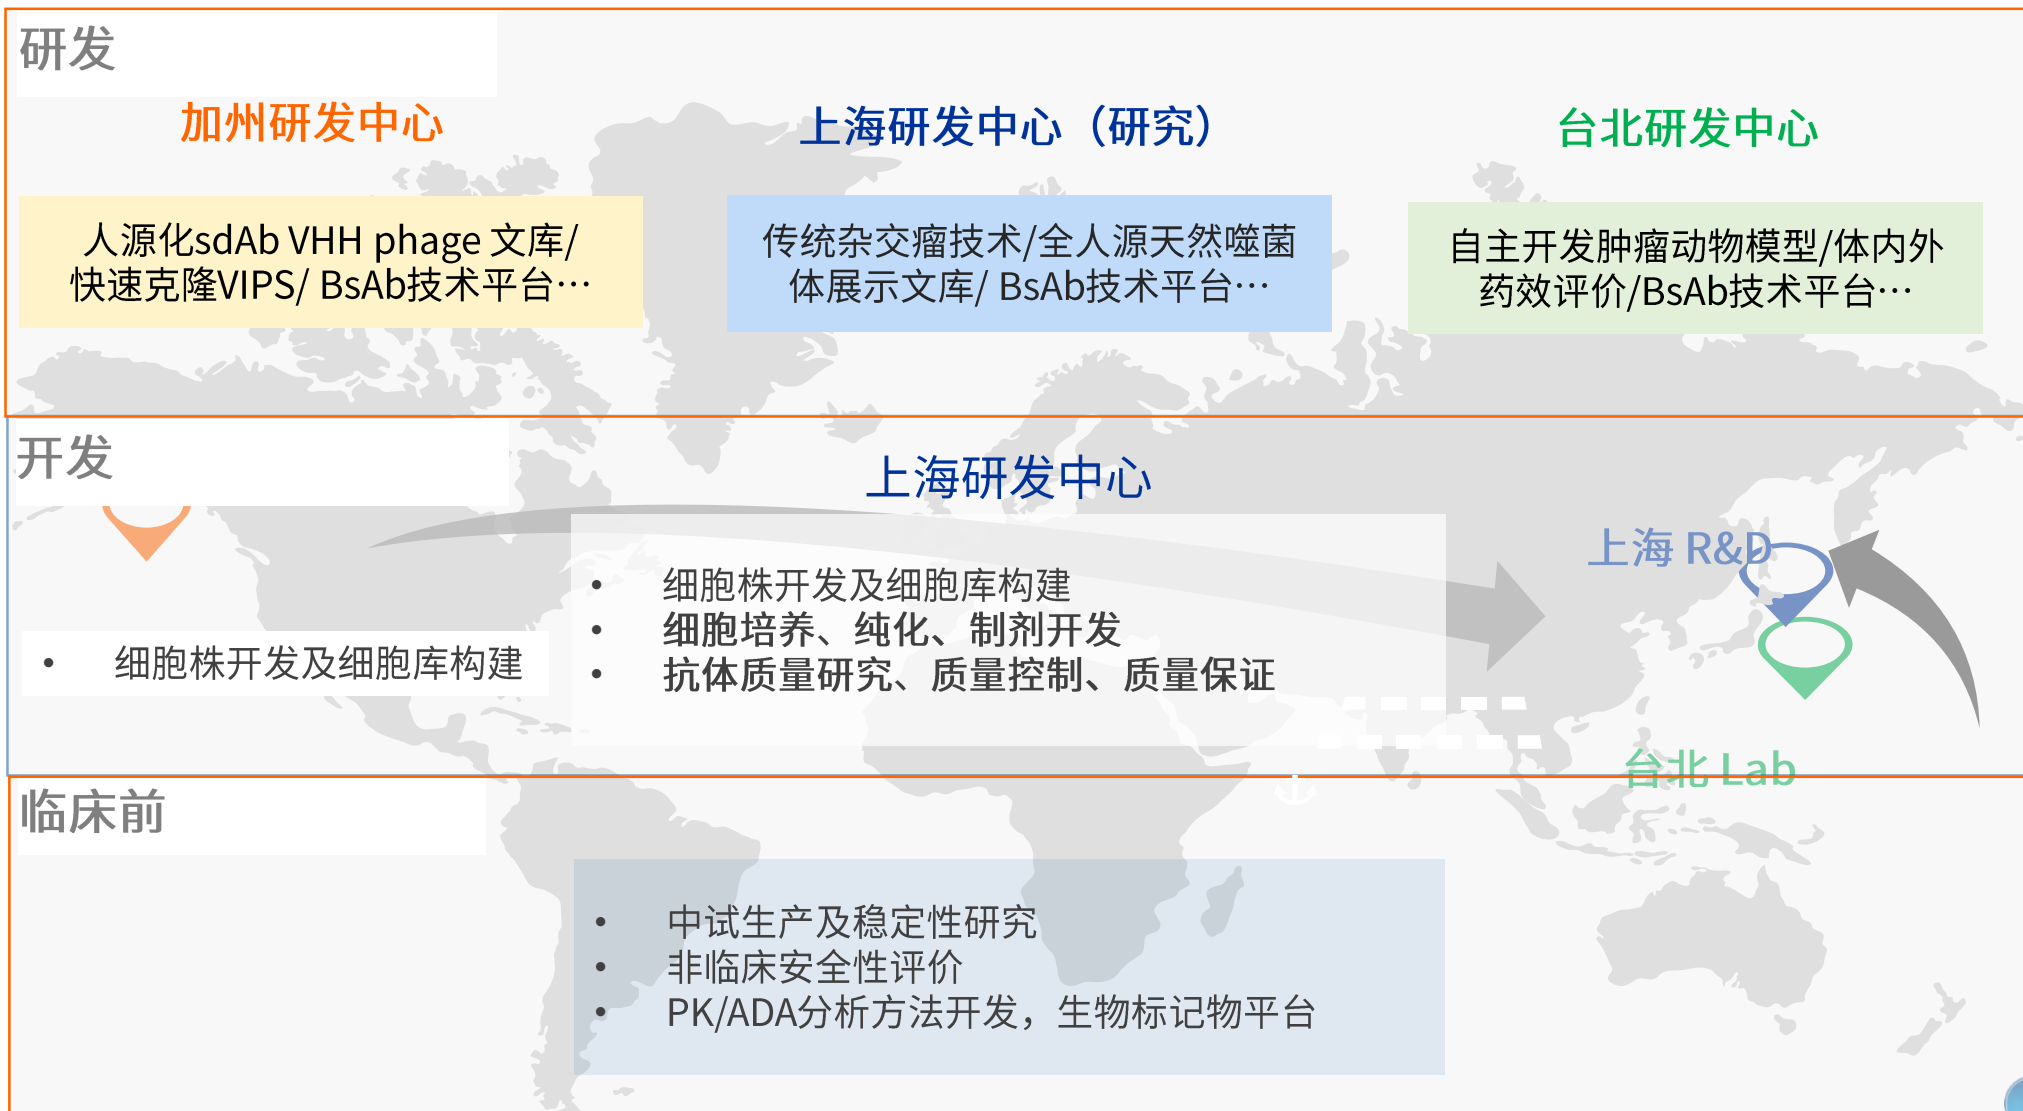 研发
加州研发中心
上海研发中心（研究）
台北研发中心
人源化sdAb VHH phage 文库/
快速克隆VIPS/ BsAb技术平台…
传统杂交瘤技术/全人源天然噬菌
体展示文库/ BsAb技术平台…
自主开发肿瘤动物模型/体内外
药效评价/BsAb技术平台…
开发
上海研发中心
• 细胞株开发及细胞库构建
• 细胞株开发及细胞库构建
• 细胞培养、纯化、制剂开发
• 抗体质量研究、质量控制、质量保证
上海 R&D
台北 Lab
临床前
• 中试生产及稳定性研究
• 非临床安全性评价
• PK/ADA分析方法开发，生物标记物平台